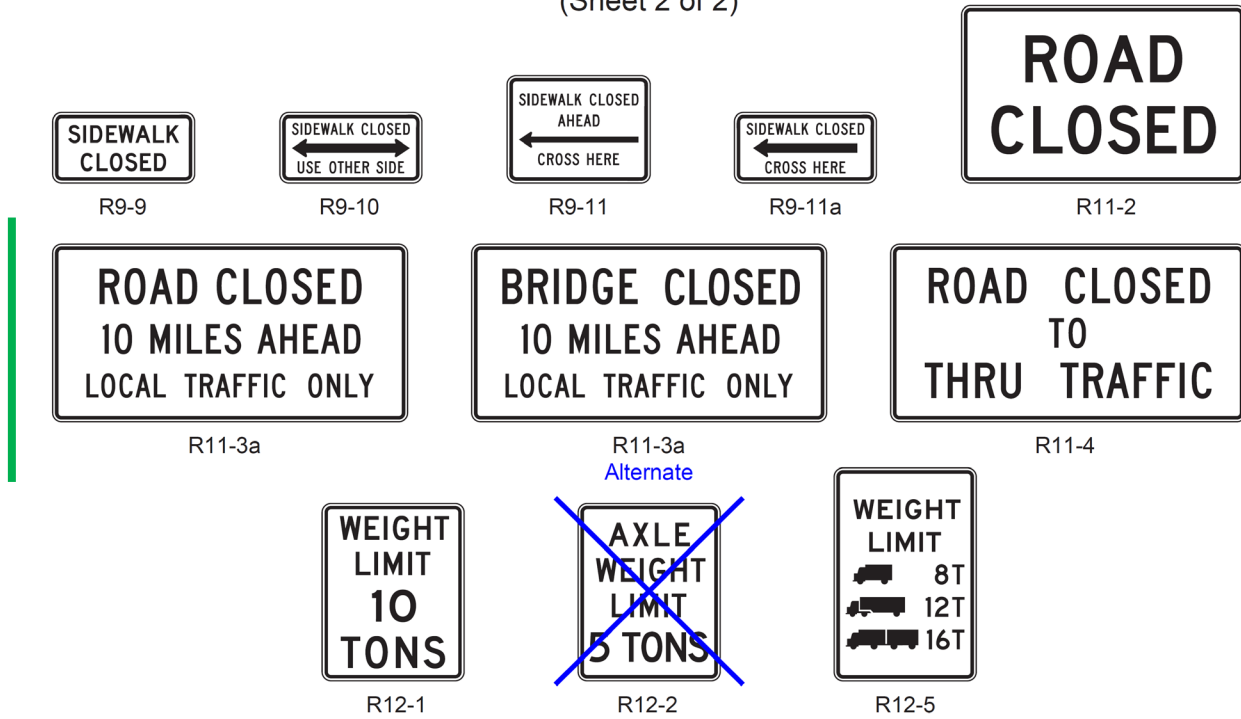 (Sheet 2 of 2)
SIDEWALK
CLOSED
R9-9
SIDEWALK CLOSED
USE OTHER SIDE
R9-10
SIDEWALK CLOSED
AHEAD
CROSS HERE
R9-11
SIDEWALK CLOSED
CROSS HERE
R9-11a
ROAD
CLOSED
R11-2
ROAD CLOSED
10 MILES AHEAD
LOCAL TRAFFIC ONLY
R11-3a
BRIDGE CLOSED
10 MILES AHEAD
LOCAL TRAFFIC ONLY
R11-3a
Alternate
ROAD CLOSED
TO
THRU TRAFFIC
R11-4
WEIGHT
LIMIT
10
TONS
R12-1
AXLE
WEIGHT
LIMIT
5 TONS
R12-2
WEIGHT
LIMIT
8T
12T
16T
R12-5